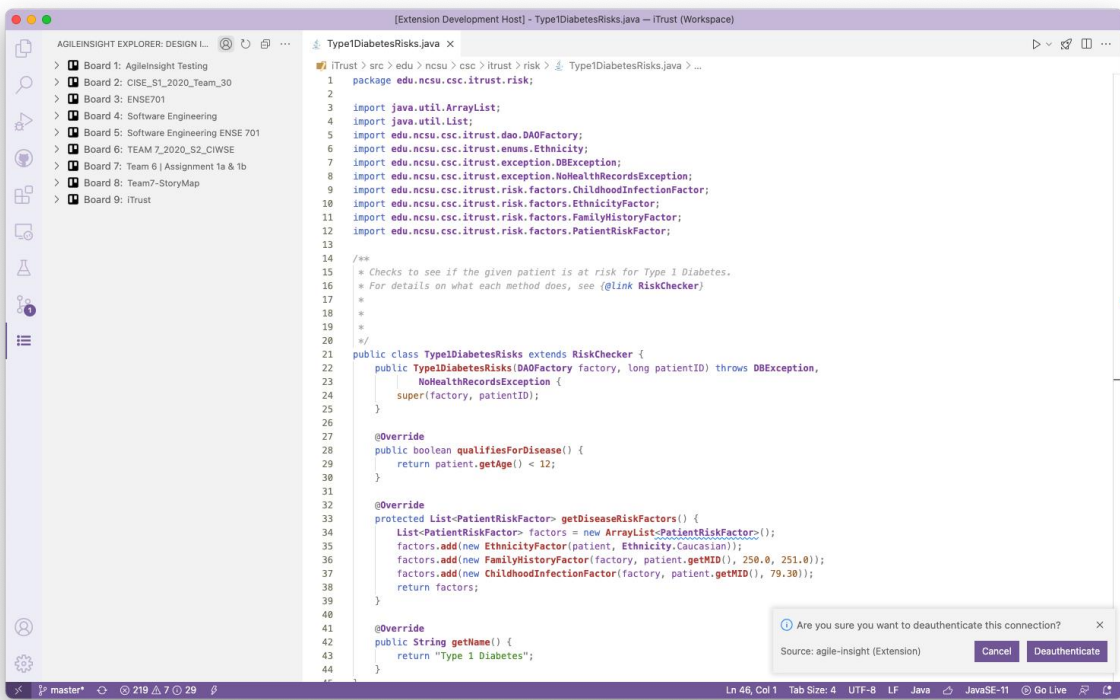 [Extension Development Host] - Type1DiabetesRisks.java — iTrust (Workspace)
AGILEINSIGHT EXPLORER: DESIGN I...
Board 1: AgileInsight Testing
Board 2: CISE_S1_2020_Team_30
Board 3: ENSE701
Board 4: Software Engineering
Board 5: Software Engineering ENSE 701
Board 6: TEAM 7_2020_S2_CIWSE
Board 7: Team 6 | Assignment 1a & 1b
Board 8: Team7-StoryMap
Board 9: iTrust
1
Type1DiabetesRisks.java ×
iTrust > src > edu > ncsu > csc > itrust > risk > Type1DiabetesRisks.java > ...
1 package edu.ncsu.csc.itrust.risk;
2
3 import java.util.ArrayList;
4 import java.util.List;
5 import edu.ncsu.csc.itrust.dao.DAOFactory;
6 import edu.ncsu.csc.itrust.enums.Ethnicity;
7 import edu.ncsu.csc.itrust.exception.DBException;
8 import edu.ncsu.csc.itrust.exception.NoHealthRecordsException;
9 import edu.ncsu.csc.itrust.risk.factors.ChildhoodInfectionFactor;
10 import edu.ncsu.csc.itrust.risk.factors.EthnicityFactor;
11 import edu.ncsu.csc.itrust.risk.factors.FamilyHistoryFactor;
12 import edu.ncsu.csc.itrust.risk.factors.PatientRiskFactor;
13
14 /**
15 * Checks to see if the given patient is at risk for Type 1 Diabetes.
16 * For details on what each method does, see {@link RiskChecker}
17 *
18 *
19 *
20 */
21 public class Type1DiabetesRisks extends RiskChecker {
22 public Type1DiabetesRisks(DAOFactory factory, long patientID) throws DBException,
23 NoHealthRecordsException {
24 super(factory, patientID);
25 }
26
27 @Override
28 public boolean qualifiesForDisease() {
29 return patient.getAge() < 12;
30 }
31
32 @Override
33 protected List<PatientRiskFactor> getDiseaseRiskFactors() {
34 List<PatientRiskFactor> factors = new ArrayList<PatientRiskFactor>();
35 factors.add(new EthnicityFactor(patient, Ethnicity.Caucasian));
36 factors.add(new FamilyHistoryFactor(factory, patient.getMID(), 250.0, 251.0));
37 factors.add(new ChildhoodInfectionFactor(factory, patient.getMID(), 79.30));
38 return factors;
39 }
40
41 @Override
42 public String getName() {
43 return "Type 1 Diabetes";
44 }
Are you sure you want to deauthenticate this connection?
Source: agile-insight (Extension)
Cancel
Deauthenticate
master* 219 7 29
Ln 46, Col 1 Tab Size: 4 UTF-8 LF Java JavaSE-11 Go Live